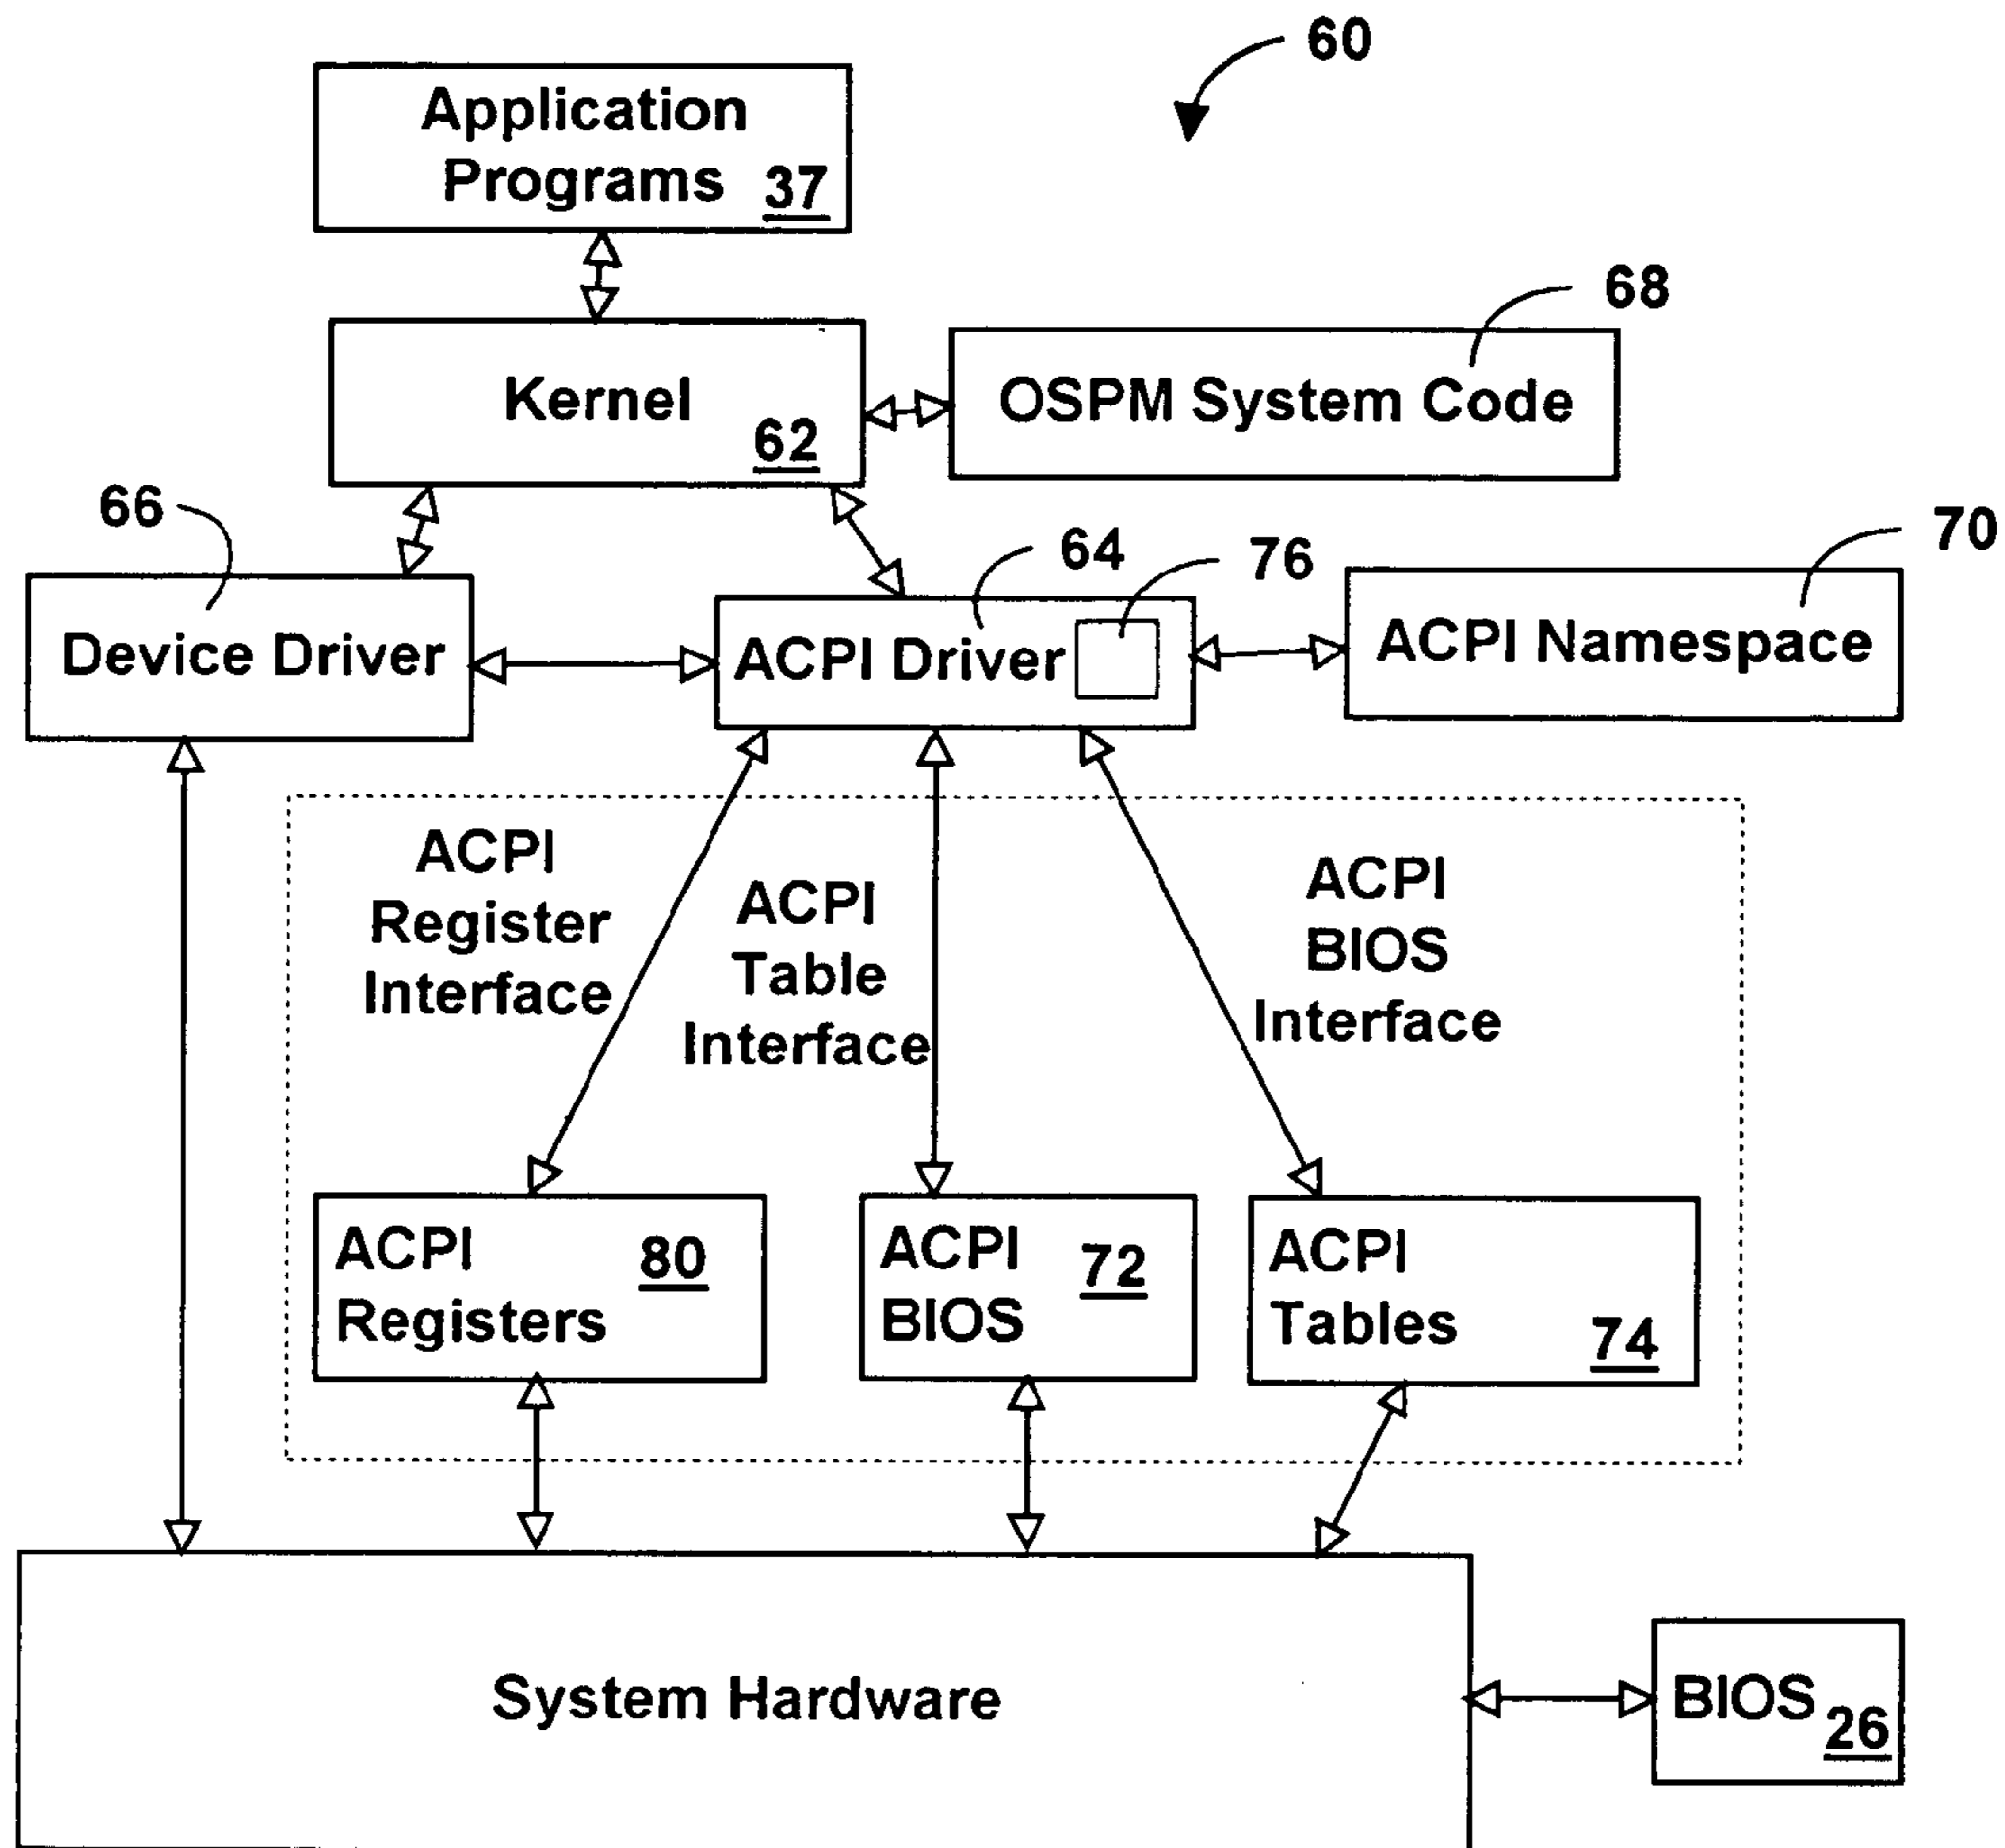 60
Application
Programs 37
68
Kernel
62
OSPM System Code
66
64
76
70
Device Driver
ACPI Driver
ACPI Namespace
ACPI
Register
Interface
ACPI
Table
Interface
ACPI
BIOS
Interface
ACPI
Registers
80
ACPI
BIOS
72
ACPI
Tables
74
System Hardware
BIOS
26